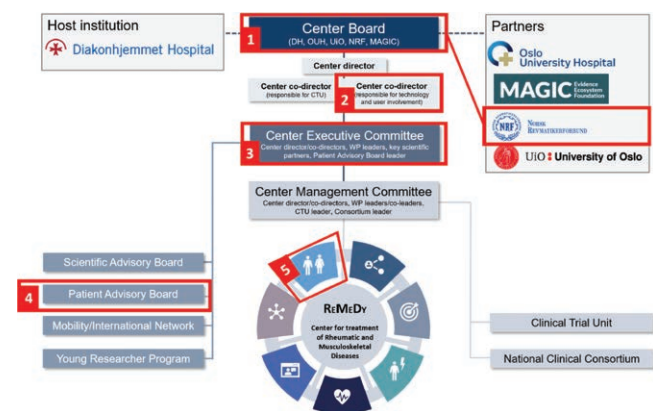 Host institution
Diakonhjemmet Hospital
1
Center Board
(DH, OUH, UiO, NRF, MAGIC)
Partners
Oslo
University Hospital
MAGIC Evidence
Ecosystem
Foundation
NRF
NORSK
REVMATIKERFORBUND
UiO: University of Oslo
Center director
Center co-director
(responsible for CTU)
2
Center co-director
(responsible for technology
and user involvement)
3
Center Executive Committee
Center director/co-directors, WP leaders, key scientific
partners, Patient Advisory Board leader
Center Management Committee
Center director/co-directors, WP leaders/co-leaders,
CTU leader, Consortium leader
Scientific Advisory Board
4
Patient Advisory Board
Mobility/International Network
Young Researcher Program
5
REMEDY
Center for treatment
of Rheumatic and
Musculoskeletal
Diseases
Clinical Trial Unit
National Clinical Consortium